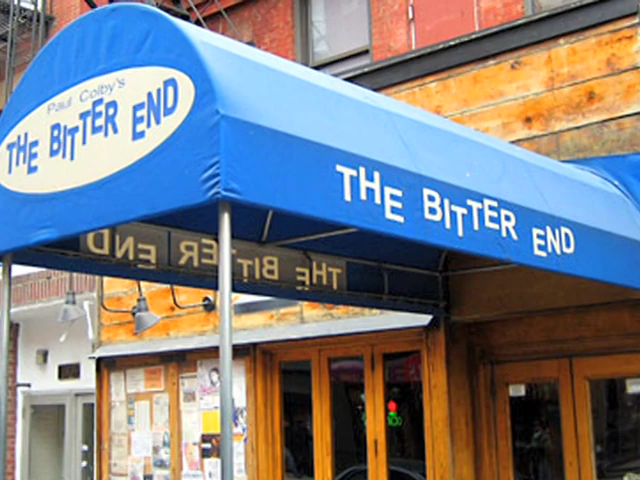 Paul Colby's
THE BITTER END
THE BITTER END
THE BITTER END